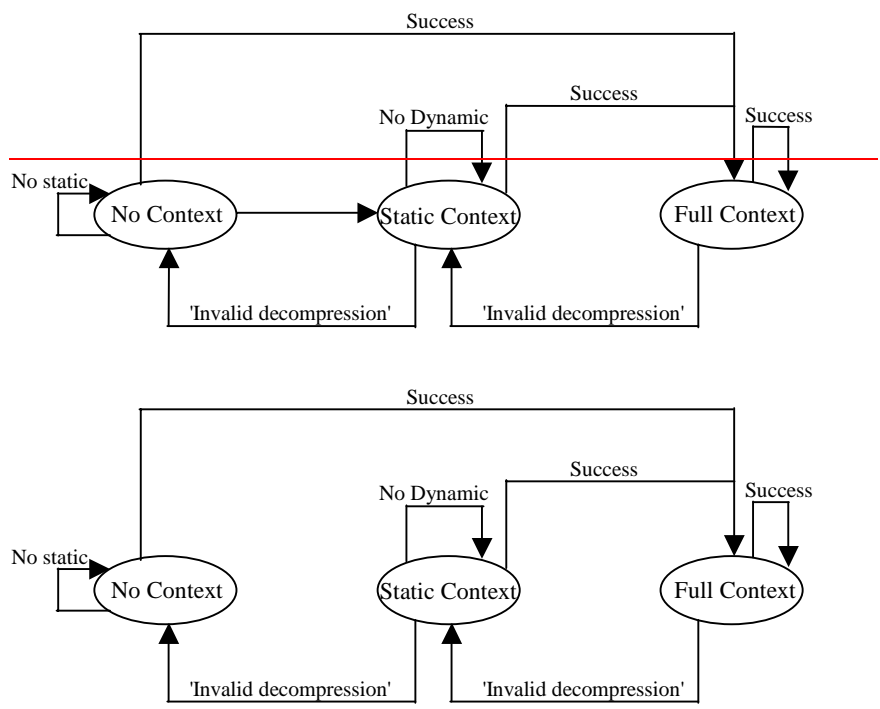 Success
Success
No Dynamic
Success
No static
No Context
Static Context
Full Context
'Invalid decompression'
'Invalid decompression'
Success
Success
No Dynamic
Success
No static
No Context
Static Context
Full Context
'Invalid decompression'
'Invalid decompression'